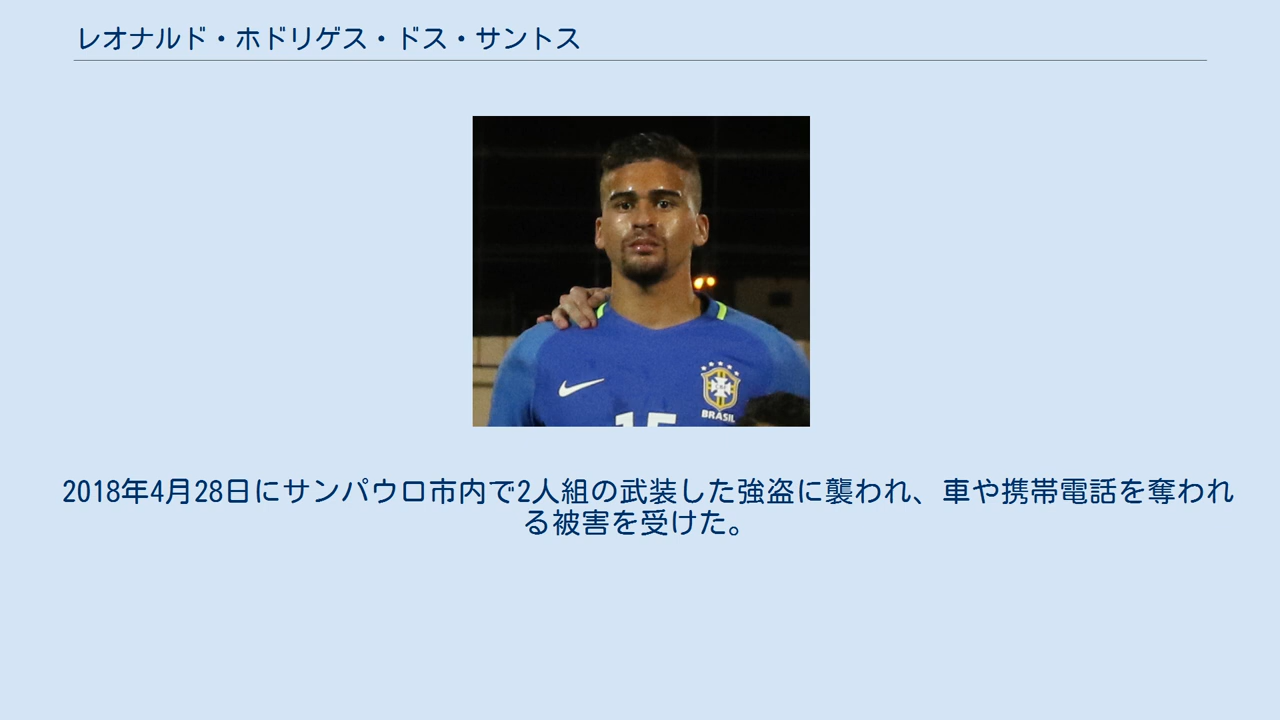 レオナルド・ホドリゲス・ドス・サントス
BRASIL
15
2018年4月28日にサンパウロ市内で2人組の武装した強盗に襲われ、車や携帯電話を奪われ
る被害を受けた。